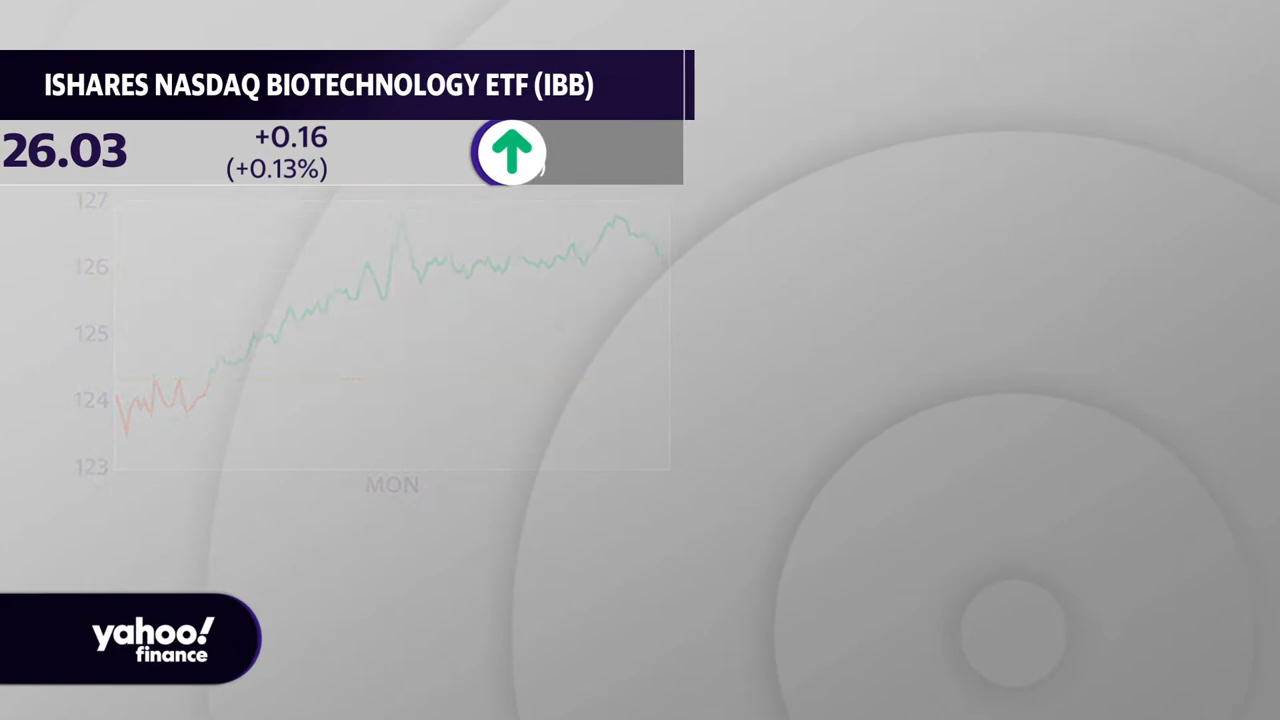 ISHARES NASDAQ BIOTECHNOLOGY ETF (IBB)
26.03
+0.16
(+0.13%)
)
127
126
125
124
123
MON
yahoo!
finance